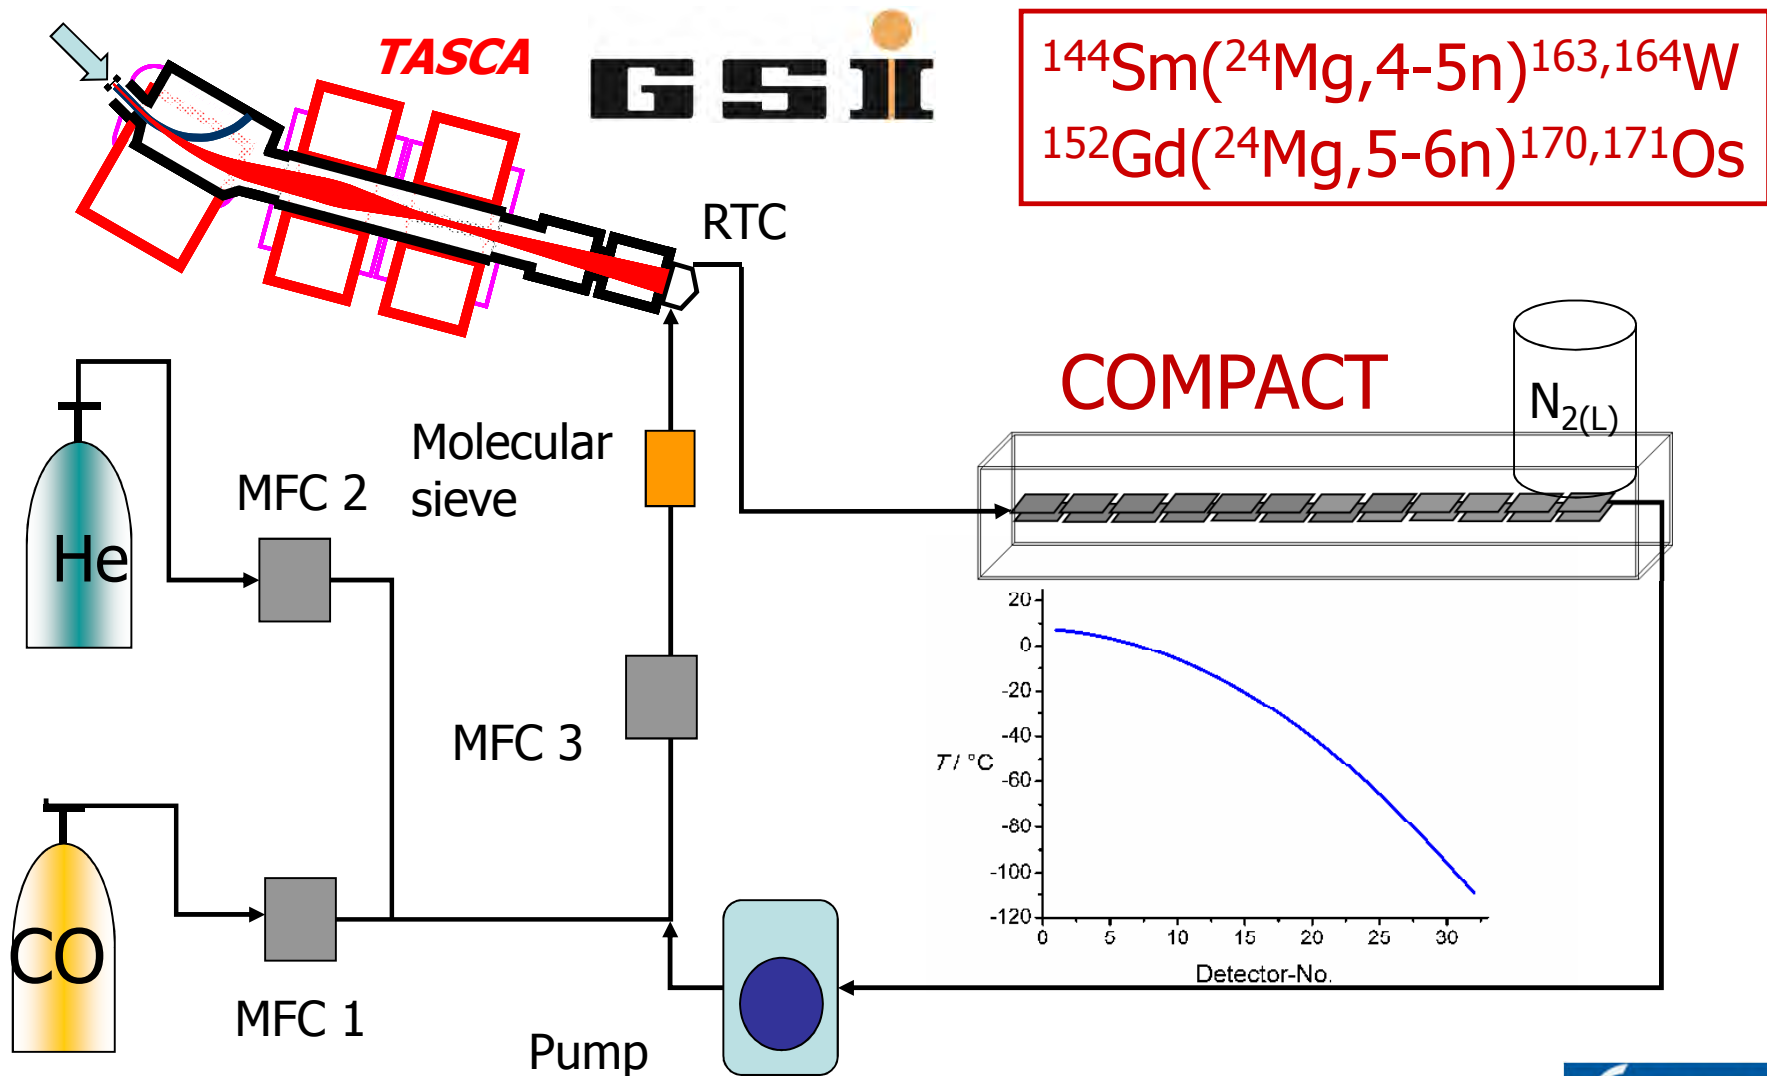 TASCA
GSI
¹⁴⁴Sm(²⁴Mg,4-5n)¹⁶³,¹⁶⁴W
¹⁵²Gd(²⁴Mg,5-6n)¹⁷⁰,¹⁷¹Os
RTC
COMPACT
N₂(L)
Molecular
sieve
MFC 2
He
MFC 3
CO
MFC 1
Pump
20
0
-20
-40
-60
-80
-100
-120
T / °C
0 5 10 15 20 25 30
Detector-No.